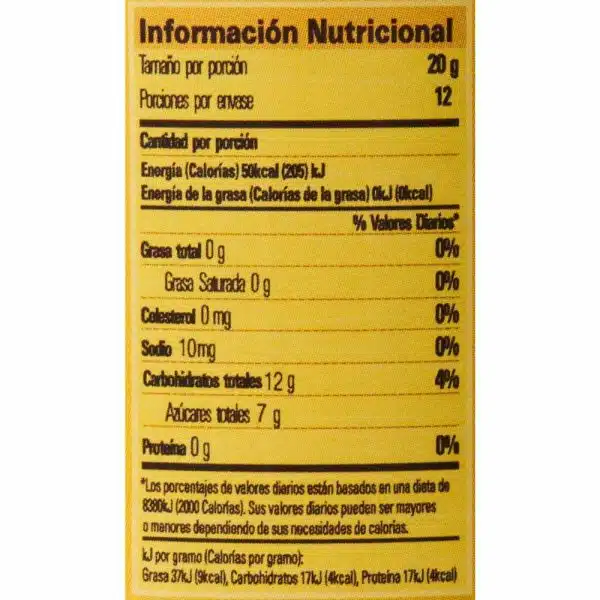 Información Nutricional
Tamaño por porción 20 g
Porciones por envase 12
Cantidad por porción
Energía (Calorías) 50kcal (205) kJ
Energía de la grasa (Calorías de la grasa) 0kJ (0kcal)
% Valores Diarios*
Grasa total 0 g 0%
Grasa Saturada 0 g 0%
Colesterol 0 mg 0%
Sodio 10mg 0%
Carbohidratos totales 12 g 4%
Azúcares totales 7 g
Proteína 0 g 0%
*Los porcentajes de valores diarios están basados en una dieta de
8380kJ (2000 Calorías). Sus valores diarios pueden ser mayores
o menores dependiendo de sus necesidades de calorías.
kJ por gramo (Calorías por gramo):
Grasa 37kJ (9kcal), Carbohidratos 17kJ (4kcal), Proteína 17kJ (4kcal)